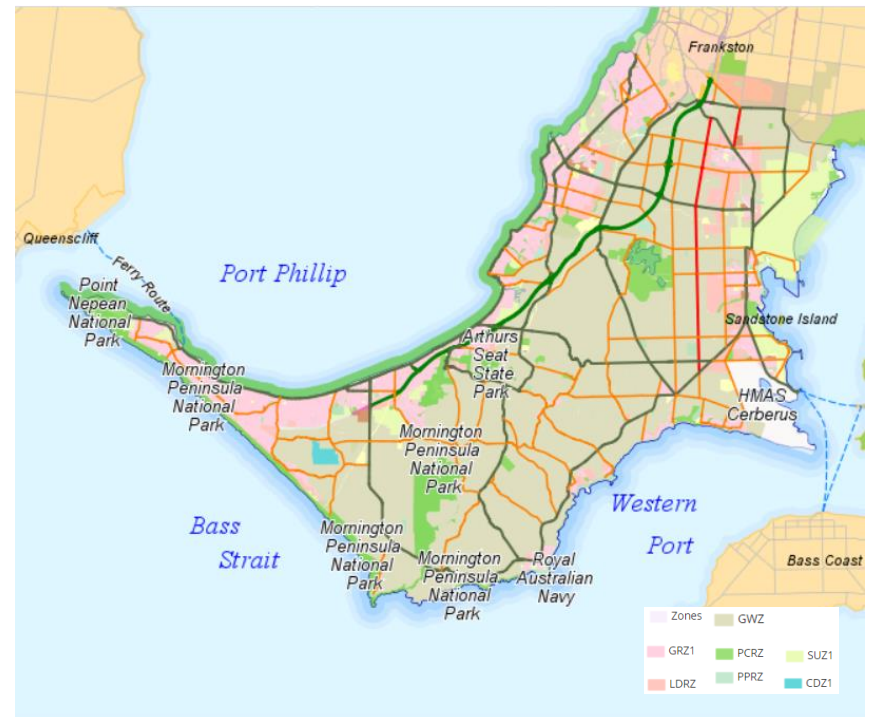 Frankston
Queenscliff
Ferry-Route
Port Phillip
Point
Nepean
National
Park
Sandstone Island
Arthurs
Seat
State
Park
Mornington
Peninsula
National
Park
HMAS
Cerberus
Mornington
Peninsula
National
Park
Western
Port
Bass
Strait
Mornington
Peninsula
National
Park
Mornington
Peninsula
National
Park
Royal
Australian
Navy
Bass Coast
Zones GWZ
GRZ1 PCRZ SUZ1
LDRZ PPRZ CDZ1